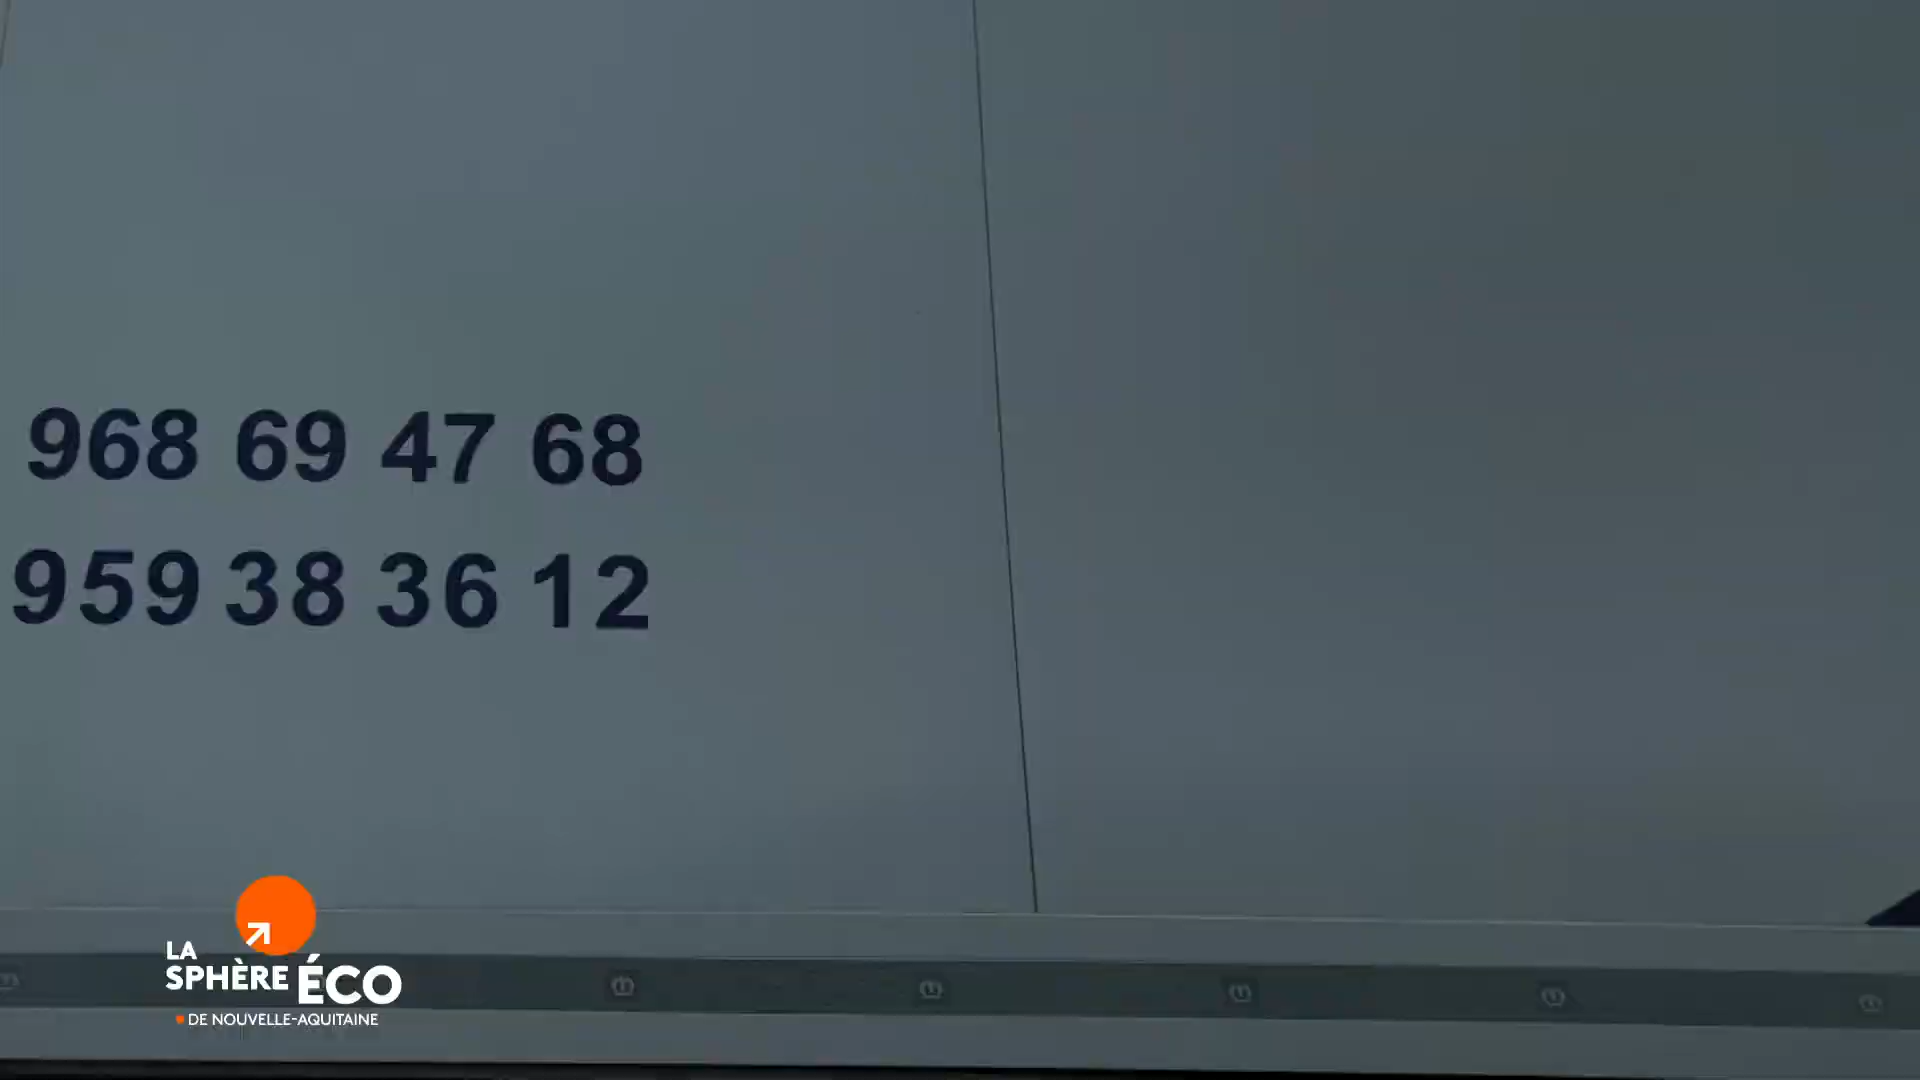 968 69 47 68
959 38 36 12
LA
SPHÈRE ÉCO
DE NOUVELLE-AQUITAINE